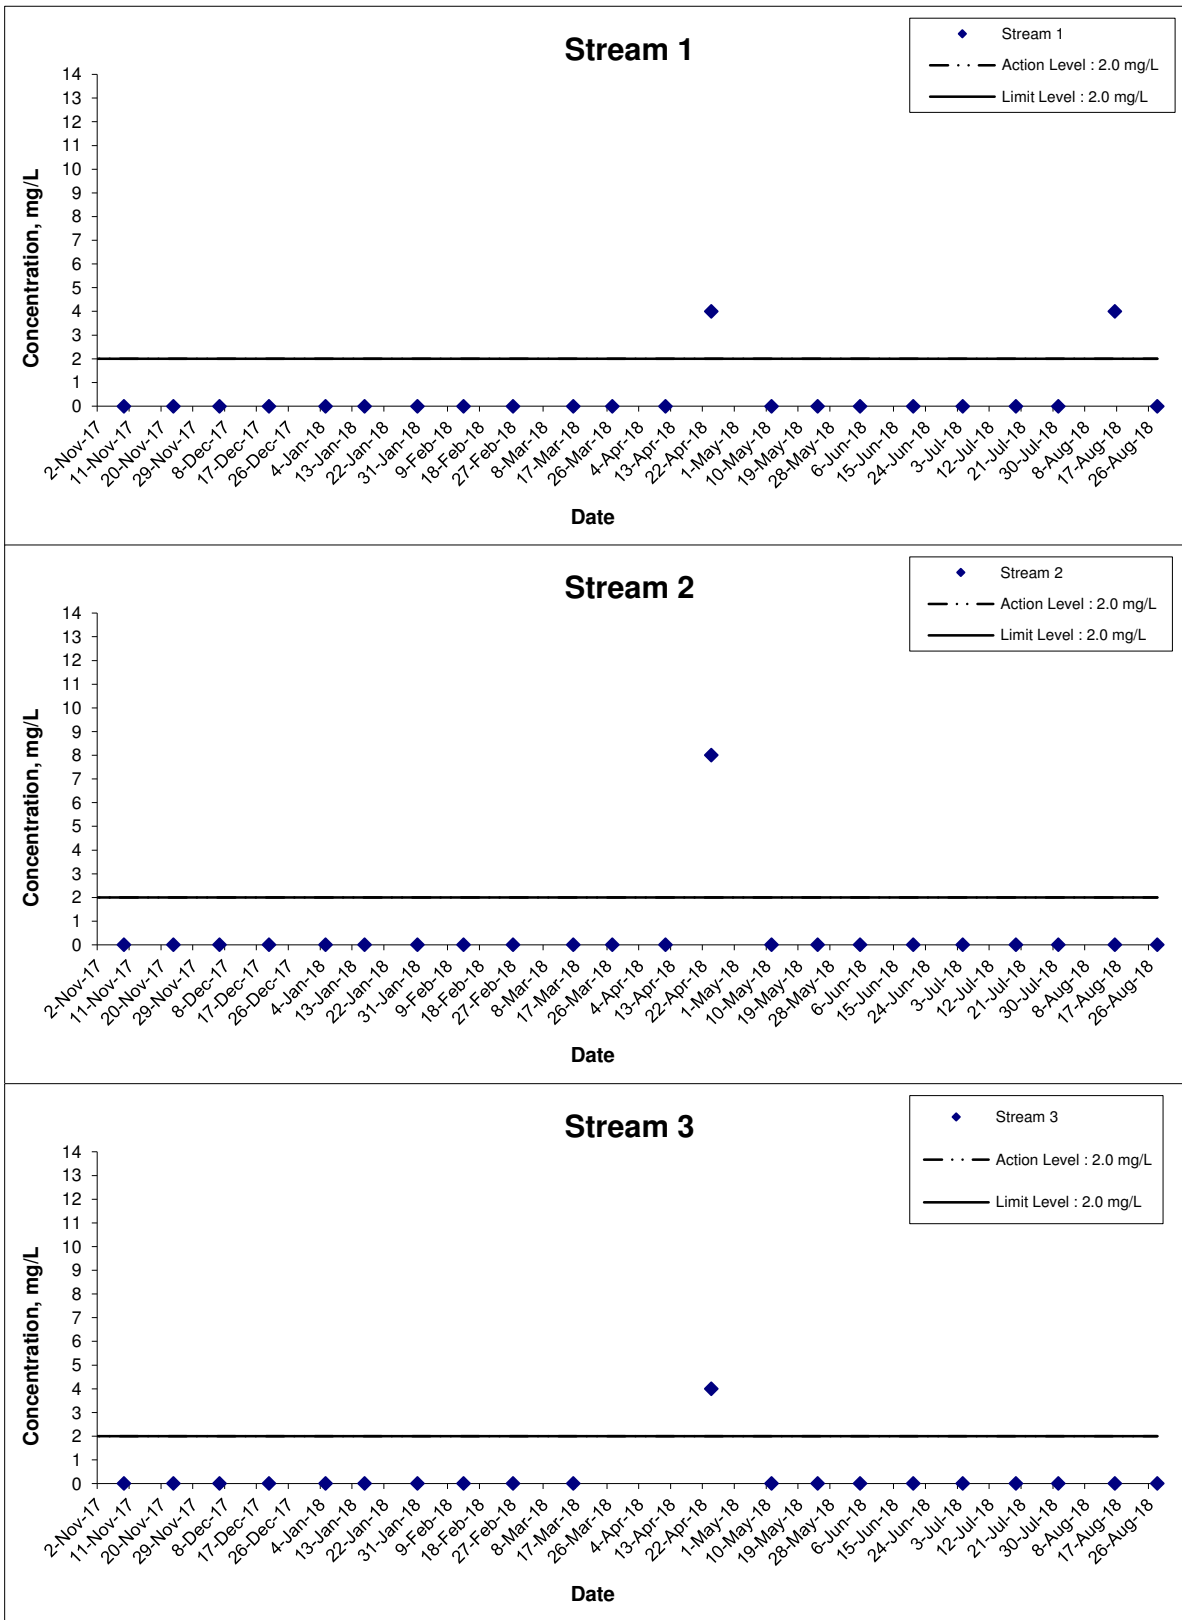 Stream 1
Stream 1
Action Level : 2.0 mg/L
Limit Level : 2.0 mg/L
Concentration, mg/L
14
13
12
11
10
9
8
7
6
5
4
3
2
1
0
2-Nov-17
11-Nov-17
20-Nov-17
29-Nov-17
8-Dec-17
17-Dec-17
26-Dec-17
4-Jan-18
13-Jan-18
22-Jan-18
31-Jan-18
9-Feb-18
18-Feb-18
27-Feb-18
8-Mar-18
17-Mar-18
26-Mar-18
4-Apr-18
13-Apr-18
22-Apr-18
1-May-18
10-May-18
19-May-18
28-May-18
6-Jun-18
15-Jun-18
24-Jun-18
3-Jul-18
12-Jul-18
21-Jul-18
30-Jul-18
8-Aug-18
17-Aug-18
26-Aug-18
Date
Stream 2
Stream 2
Action Level : 2.0 mg/L
Limit Level : 2.0 mg/L
Concentration, mg/L
14
13
12
11
10
9
8
7
6
5
4
3
2
1
0
2-Nov-17
11-Nov-17
20-Nov-17
29-Nov-17
8-Dec-17
17-Dec-17
26-Dec-17
4-Jan-18
13-Jan-18
22-Jan-18
31-Jan-18
9-Feb-18
18-Feb-18
27-Feb-18
8-Mar-18
17-Mar-18
26-Mar-18
4-Apr-18
13-Apr-18
22-Apr-18
1-May-18
10-May-18
19-May-18
28-May-18
6-Jun-18
15-Jun-18
24-Jun-18
3-Jul-18
12-Jul-18
21-Jul-18
30-Jul-18
8-Aug-18
17-Aug-18
26-Aug-18
Date
Stream 3
Stream 3
Action Level : 2.0 mg/L
Limit Level : 2.0 mg/L
Concentration, mg/L
14
13
12
11
10
9
8
7
6
5
4
3
2
1
0
2-Nov-17
11-Nov-17
20-Nov-17
29-Nov-17
8-Dec-17
17-Dec-17
26-Dec-17
4-Jan-18
13-Jan-18
22-Jan-18
31-Jan-18
9-Feb-18
18-Feb-18
27-Feb-18
8-Mar-18
17-Mar-18
26-Mar-18
4-Apr-18
13-Apr-18
22-Apr-18
1-May-18
10-May-18
19-May-18
28-May-18
6-Jun-18
15-Jun-18
24-Jun-18
3-Jul-18
12-Jul-18
21-Jul-18
30-Jul-18
8-Aug-18
17-Aug-18
26-Aug-18
Date